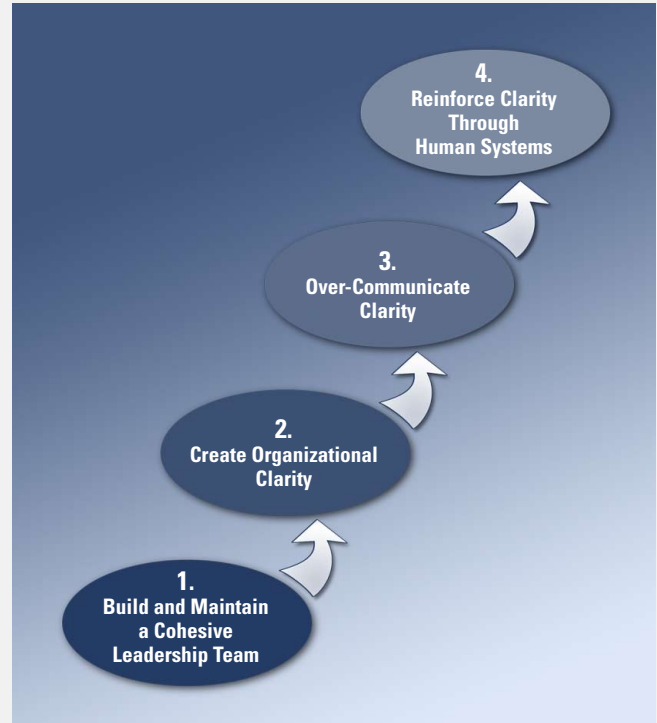 4.
Reinforce Clarity
Through
Human Systems
3.
Over-Communicate
Clarity
2.
Create Organizational
Clarity
1.
Build and Maintain
a Cohesive
Leadership Team